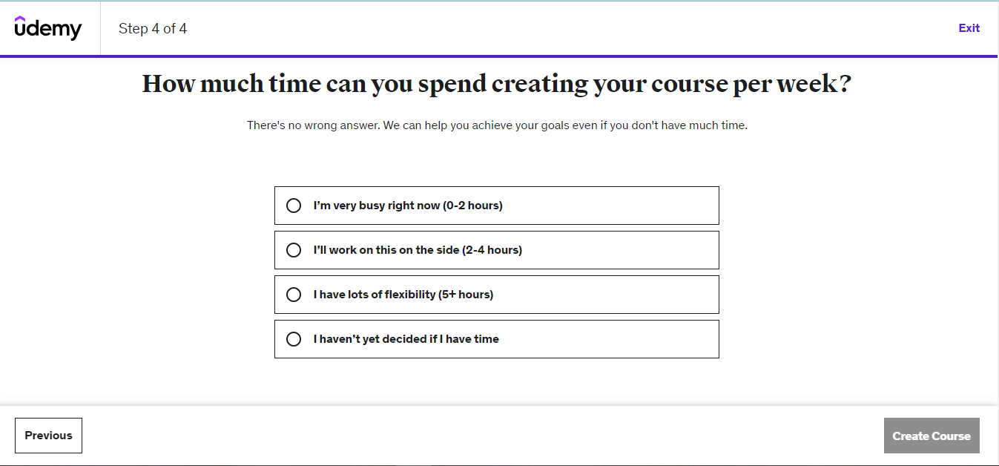 udemy
Step 4 of 4
Exit
How much time can you spend creating your course per week?
There's no wrong answer. We can help you achieve your goals even if you don't have much time.
I’m very busy right now (0-2 hours)
I’ll work on this on the side (2-4 hours)
I have lots of flexibility (5+ hours)
I haven’t yet decided if I have time
Previous
Create Course